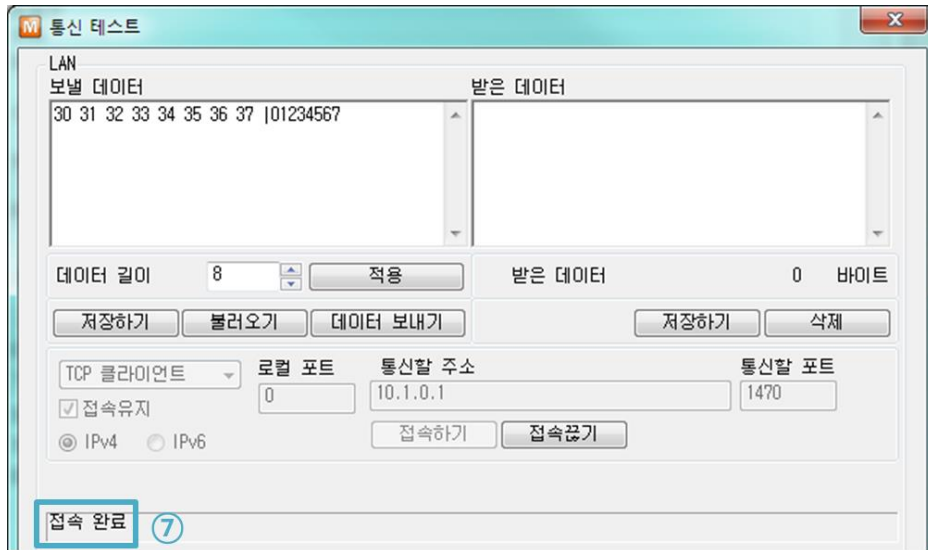 M 통신 테스트
LAN
보낼 데이터
받은 데이터
30 31 32 33 34 35 36 37 |01234567
데이터 길이 8 적용
받은 데이터 0 바이트
저장하기 불러오기 데이터 보내기
저장하기 삭제
TCP 클라이언트 로컬 포트 통신할 주소 통신할 포트
0 10.1.0.1 1470
접속유지
접속하기 접속끊기
IPv4 IPv6
접속 완료 ⑦